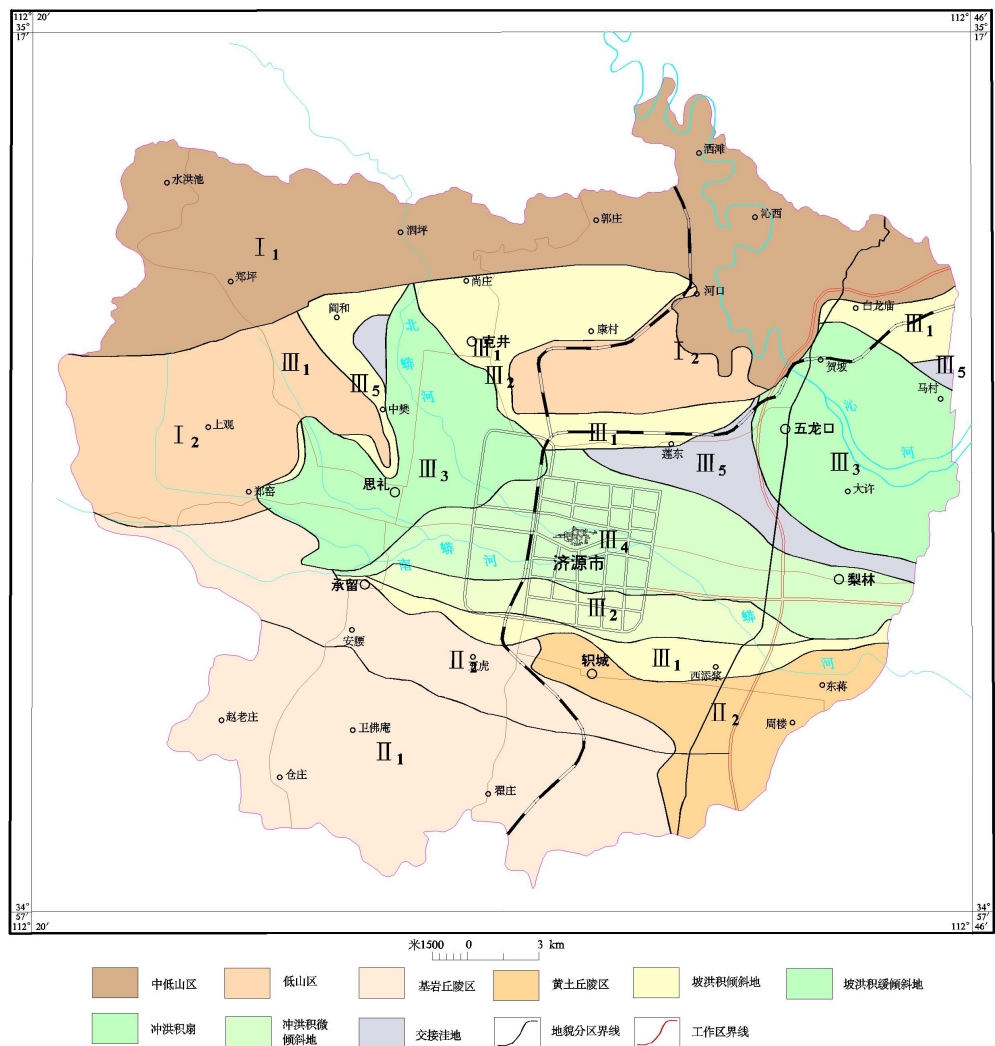 112° 20′
35°
17′
112° 46′
35°
17′
洒滩
水洪池
沁西
郭庄
泗坪
Ⅰ1
郑坪
尚庄
河口
白龙庙
阎和
北
蟒
河
康村
克井
Ⅲ1
Ⅲ1
Ⅲ1
Ⅲ2
Ⅰ2
贺坡
Ⅲ5
Ⅲ5
马村
中樊
沁
河
上观
Ⅰ2
Ⅲ1
莲东
五龙口
Ⅲ3
Ⅲ5
Ⅲ3
思礼
郑窑
大许
Ⅲ4
南
蟒
河
济源市
承留
梨林
Ⅲ2
蟒
河
安腰
Ⅱ2
Ⅲ1
轵城
西添浆
东蒋
赵老庄
卫佛庵
Ⅱ1
Ⅱ2
周楼
仓庄
翟庄
34°
57′
112° 20′
34°
57′
112° 46′
米1500 0 3 km
中低山区
低山区
基岩丘陵区
黄土丘陵区
坡洪积倾斜地
坡洪积缓倾斜地
冲洪积扇
冲洪积微
倾斜地
交接洼地
地貌分区界线
工作区界线